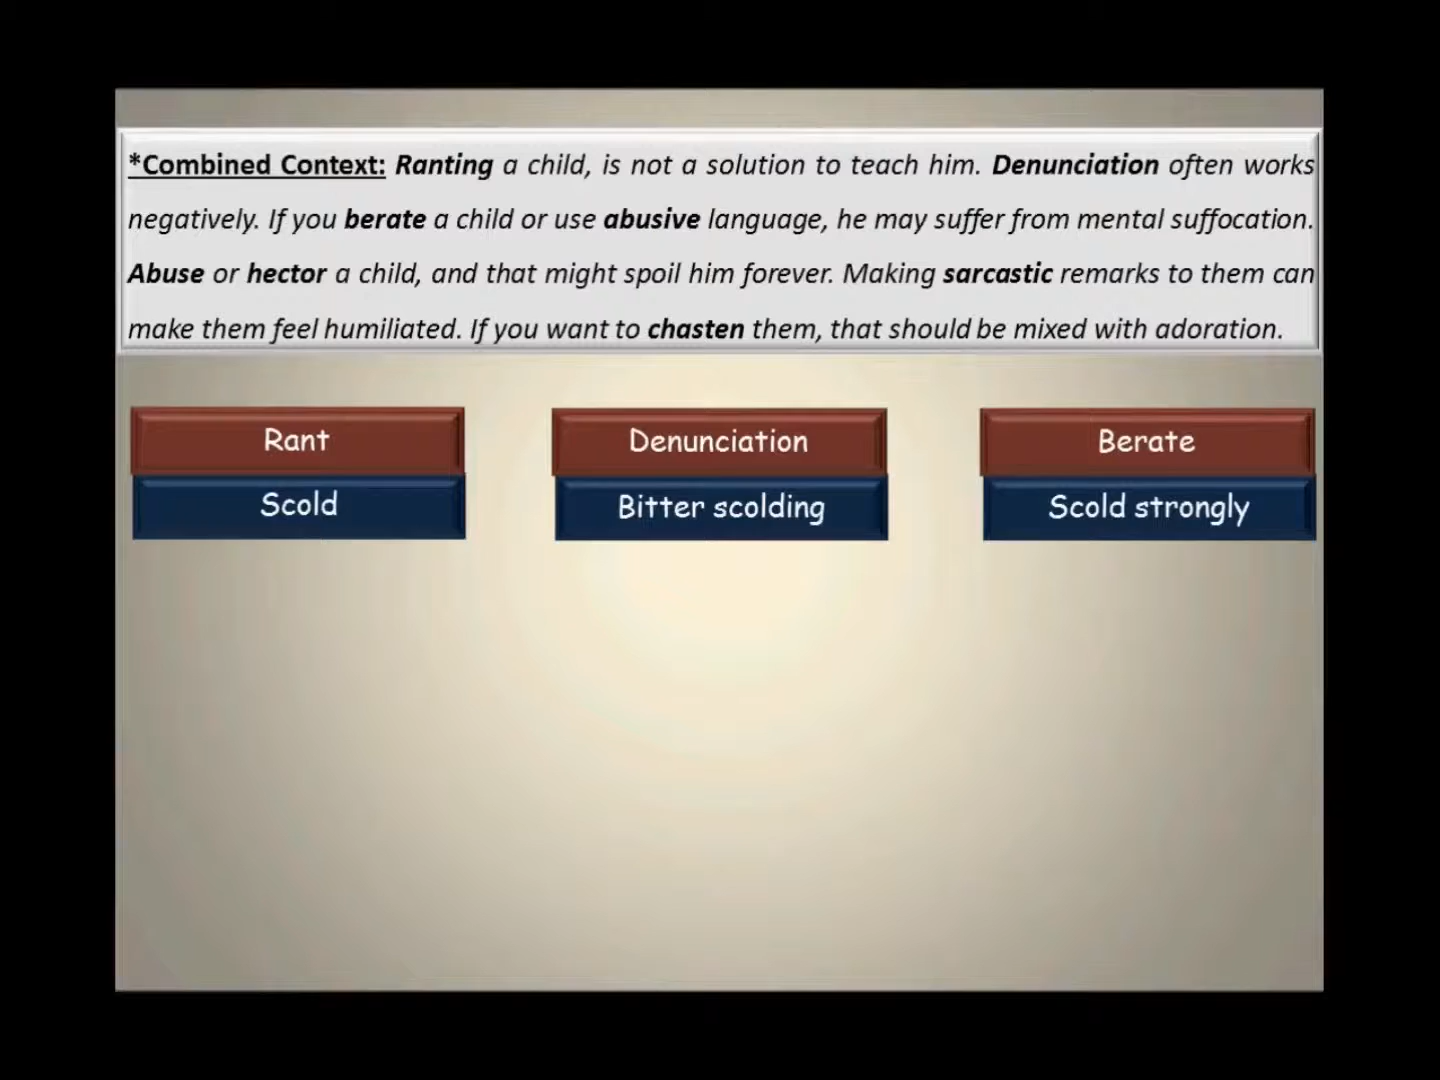 *Combined Context: Ranting a child, is not a solution to teach him. Denunciation often works
negatively. If you berate a child or use abusive language, he may suffer from mental suffocation.
Abuse or hector a child, and that might spoil him forever. Making sarcastic remarks to them can
make them feel humiliated. If you want to chasten them, that should be mixed with adoration.
Rant
Scold
Denunciation
Bitter scolding
Berate
Scold strongly